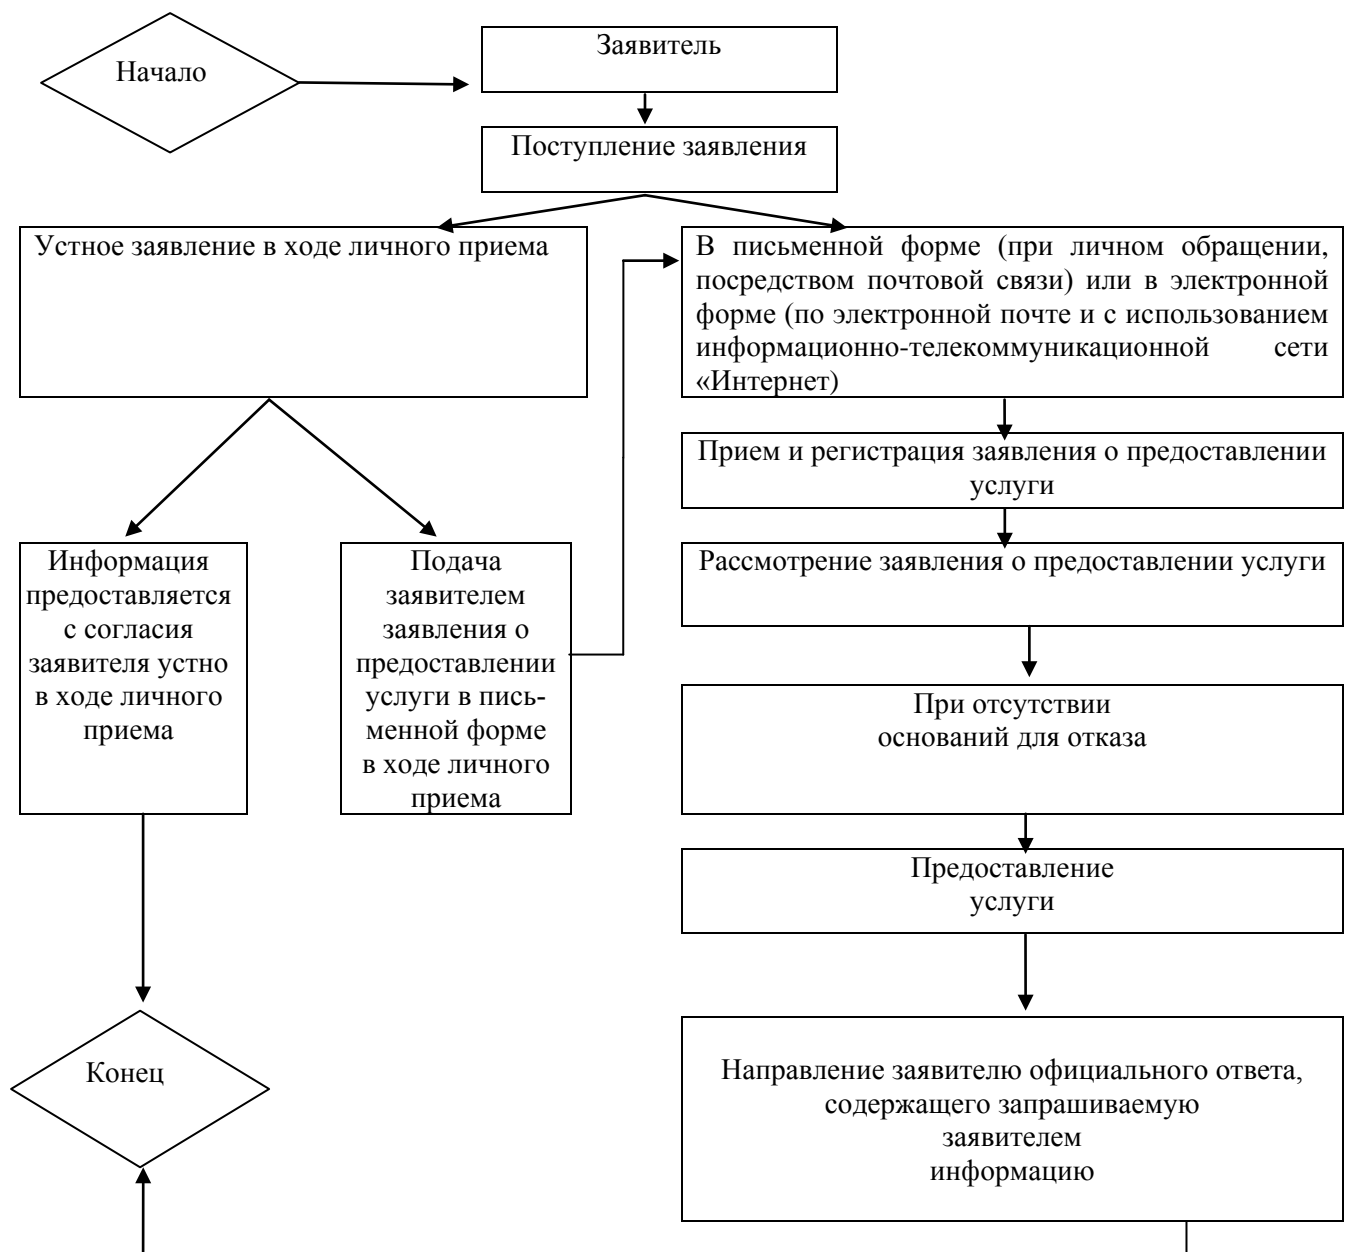 Начало
Заявитель
Поступление заявления
Устное заявление в ходе личного приема
В письменной форме (при личном обращении,
посредством почтовой связи) или в электронной
форме (по электронной почте и с использованием
информационно-телекоммуникационной сети
«Интернет)
Прием и регистрация заявления о предоставлении
услуги
Рассмотрение заявления о предоставлении услуги
Информация
предоставляется
с согласия
заявителя устно
в ходе личного
приема
Подача
заявителем
заявления о
предоставлении
услуги в пись-
менной форме
в ходе личного
приема
При отсутствии
оснований для отказа
Предоставление
услуги
Конец
Направление заявителю официального ответа,
содержащего запрашиваемую
заявителем
информацию